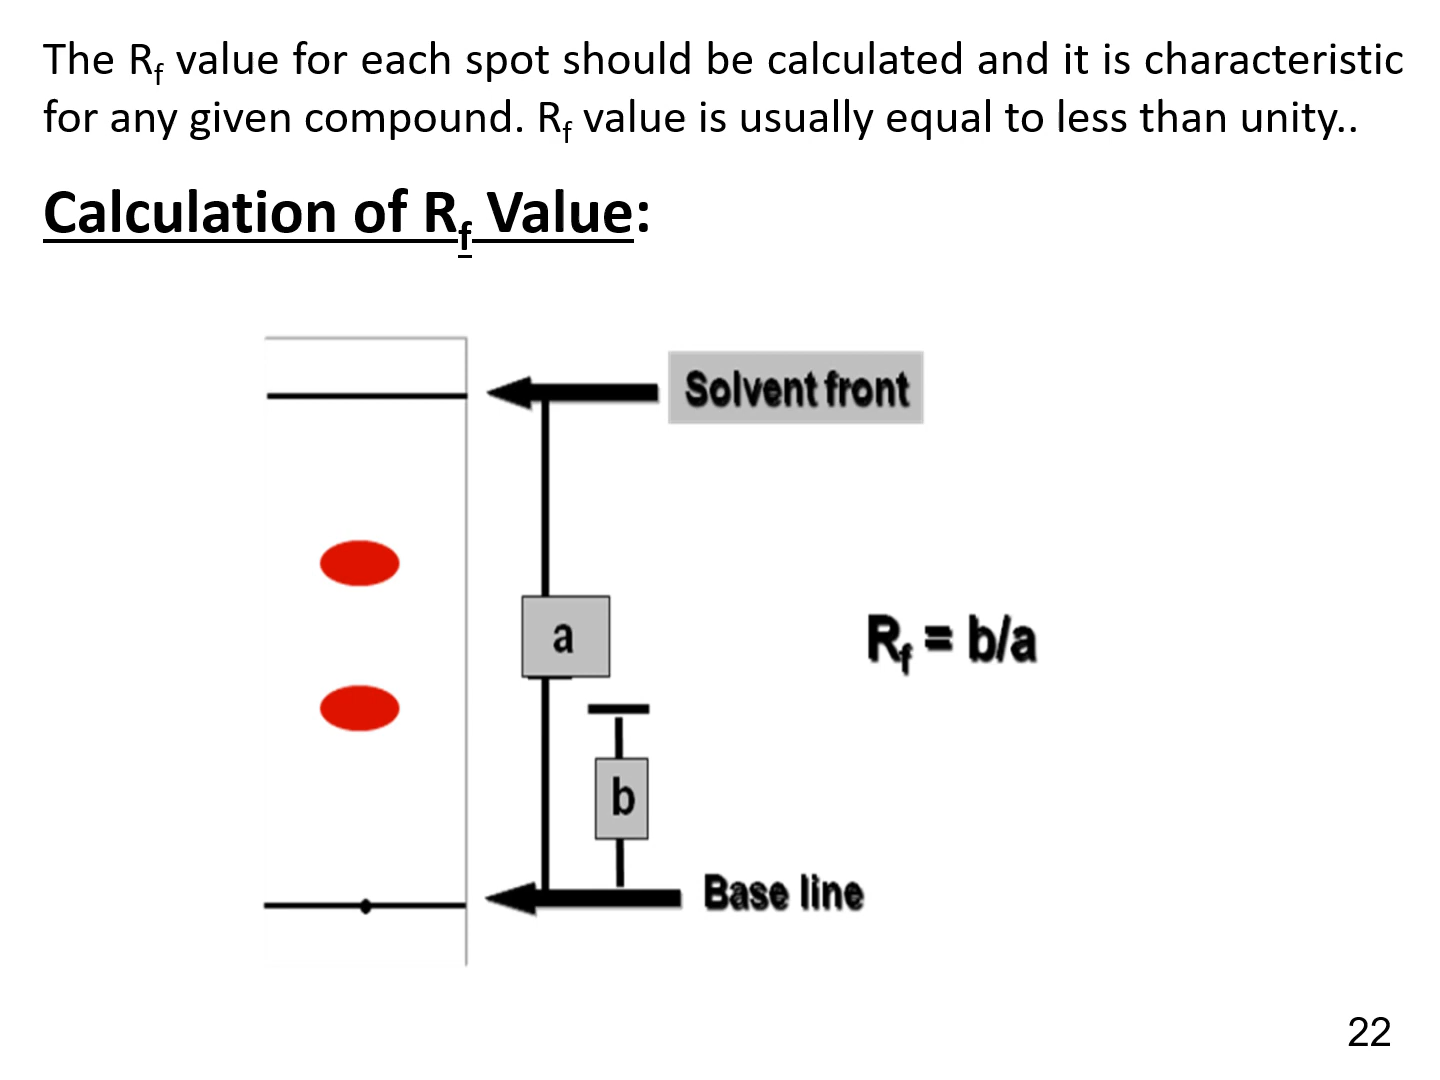 The Rf value for each spot should be calculated and it is characteristic
for any given compound. Rf value is usually equal to less than unity..
Calculation of Rf Value:
Solvent front
a
Rf = b/a
b
Base line
22